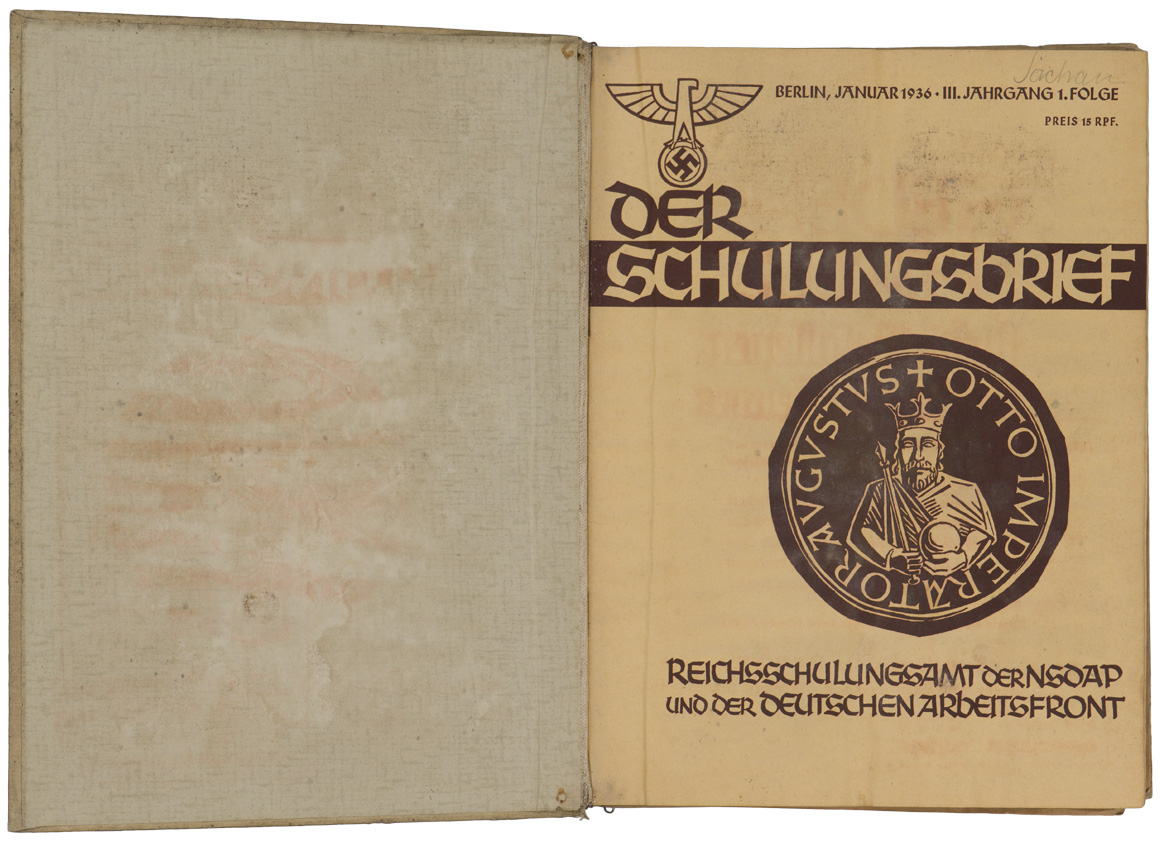 Jachan
BERLIN, JANUAR 1936 · III. JAHRGANG 1. FOLGE
PREIS 15 RPF.
DER
SCHULUNGSBRIEF
✝ OTTO IMPERATOR AVGVSTVS
REICHSSCHULUNGSAMT DER NSDAP
UND DER DEUTSCHEN ARBEITSFRONT